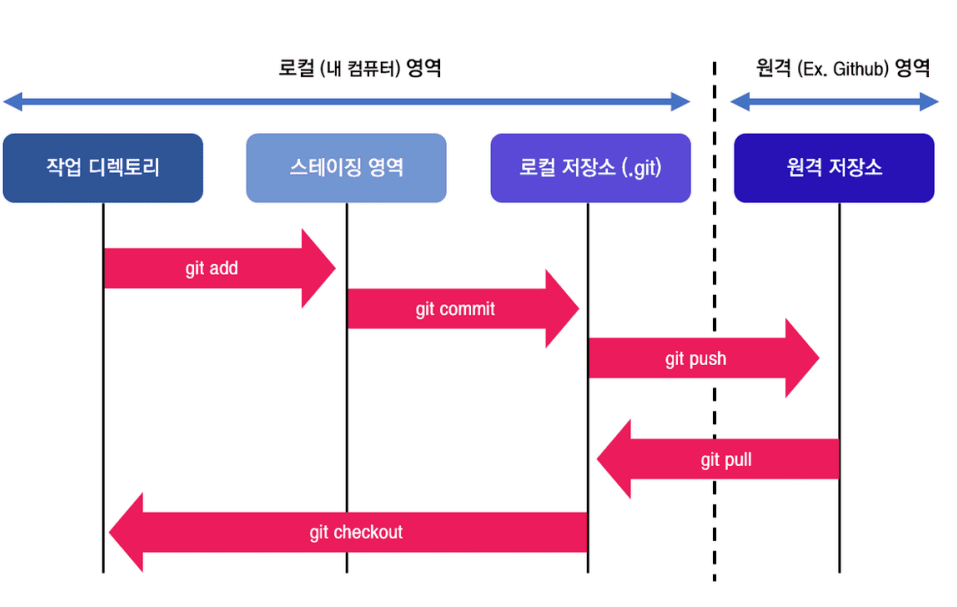 로컬 (내 컴퓨터) 영역
원격 (Ex. Github) 영역
작업 디렉토리
스테이징 영역
로컬 저장소 (.git)
원격 저장소
git add
git commit
git push
git pull
git checkout